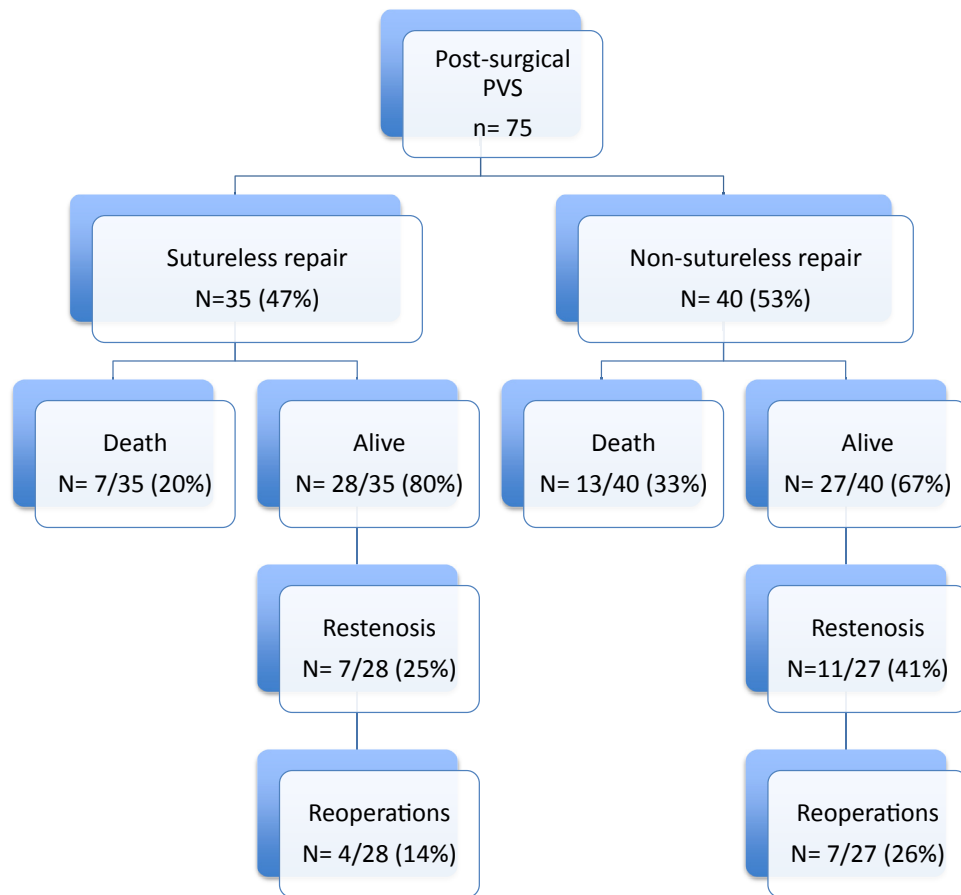 Post-surgical
PVS
n= 75
Sutureless repair
N=35 (47%)
Non-sutureless repair
N= 40 (53%)
Death
N= 7/35 (20%)
Alive
N= 28/35 (80%)
Death
N= 13/40 (33%)
Alive
N= 27/40 (67%)
Restenosis
N= 7/28 (25%)
Restenosis
N=11/27 (41%)
Reoperations
N= 4/28 (14%)
Reoperations
N= 7/27 (26%)